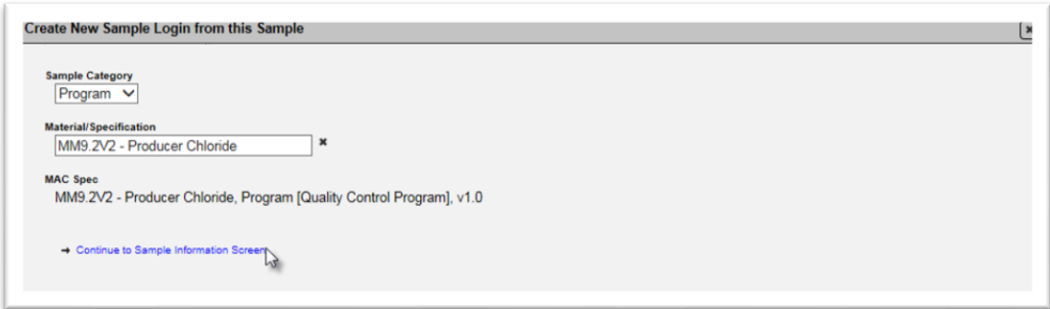 Create New Sample Login from this Sample
Sample Category
Program
Material/Specification
MM9.2V2 - Producer Chloride
MAC Spec
MM9.2V2 - Producer Chloride, Program [Quality Control Program], v1.0
→ Continue to Sample Information Screen